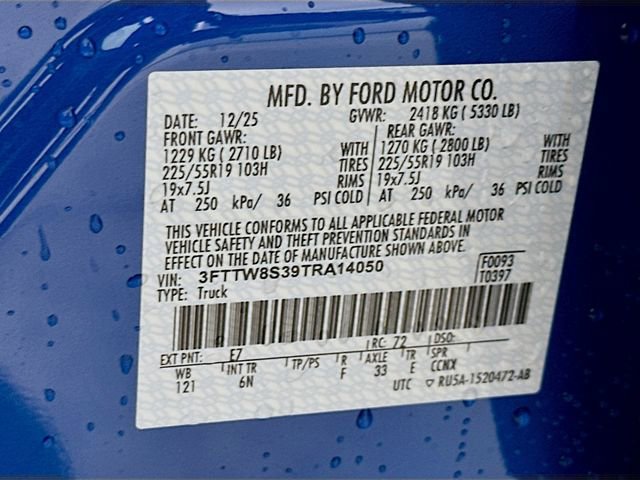 MFD. BY FORD MOTOR CO.
DATE: 12/25 GVWR: 2418 KG ( 5330 LB)
FRONT GAWR: REAR GAWR:
1229 KG ( 2710 LB) WITH 1270 KG ( 2800 LB) WITH
225/55R19 103H TIRES 225/55R19 103H TIRES
19x7.5J RIMS 19x7.5J RIMS
AT 250 kPa/ 36 PSI COLD AT 250 kPa/ 36 PSI COLD
THIS VEHICLE CONFORMS TO ALL APPLICABLE FEDERAL MOTOR
VEHICLE SAFETY AND THEFT PREVENTION STANDARDS IN
EFFECT ON THE DATE OF MANUFACTURE SHOWN ABOVE.
VIN: 3FTTW8S39TRA14050 F0093
TYPE: Truck T0397
EXT PNT: E7 RC: 72 DSO:
WB INT TR TP/PS R AXLE TR SPR
121 6N F 33 E CCNX
UTC RU5A-1520472-AB